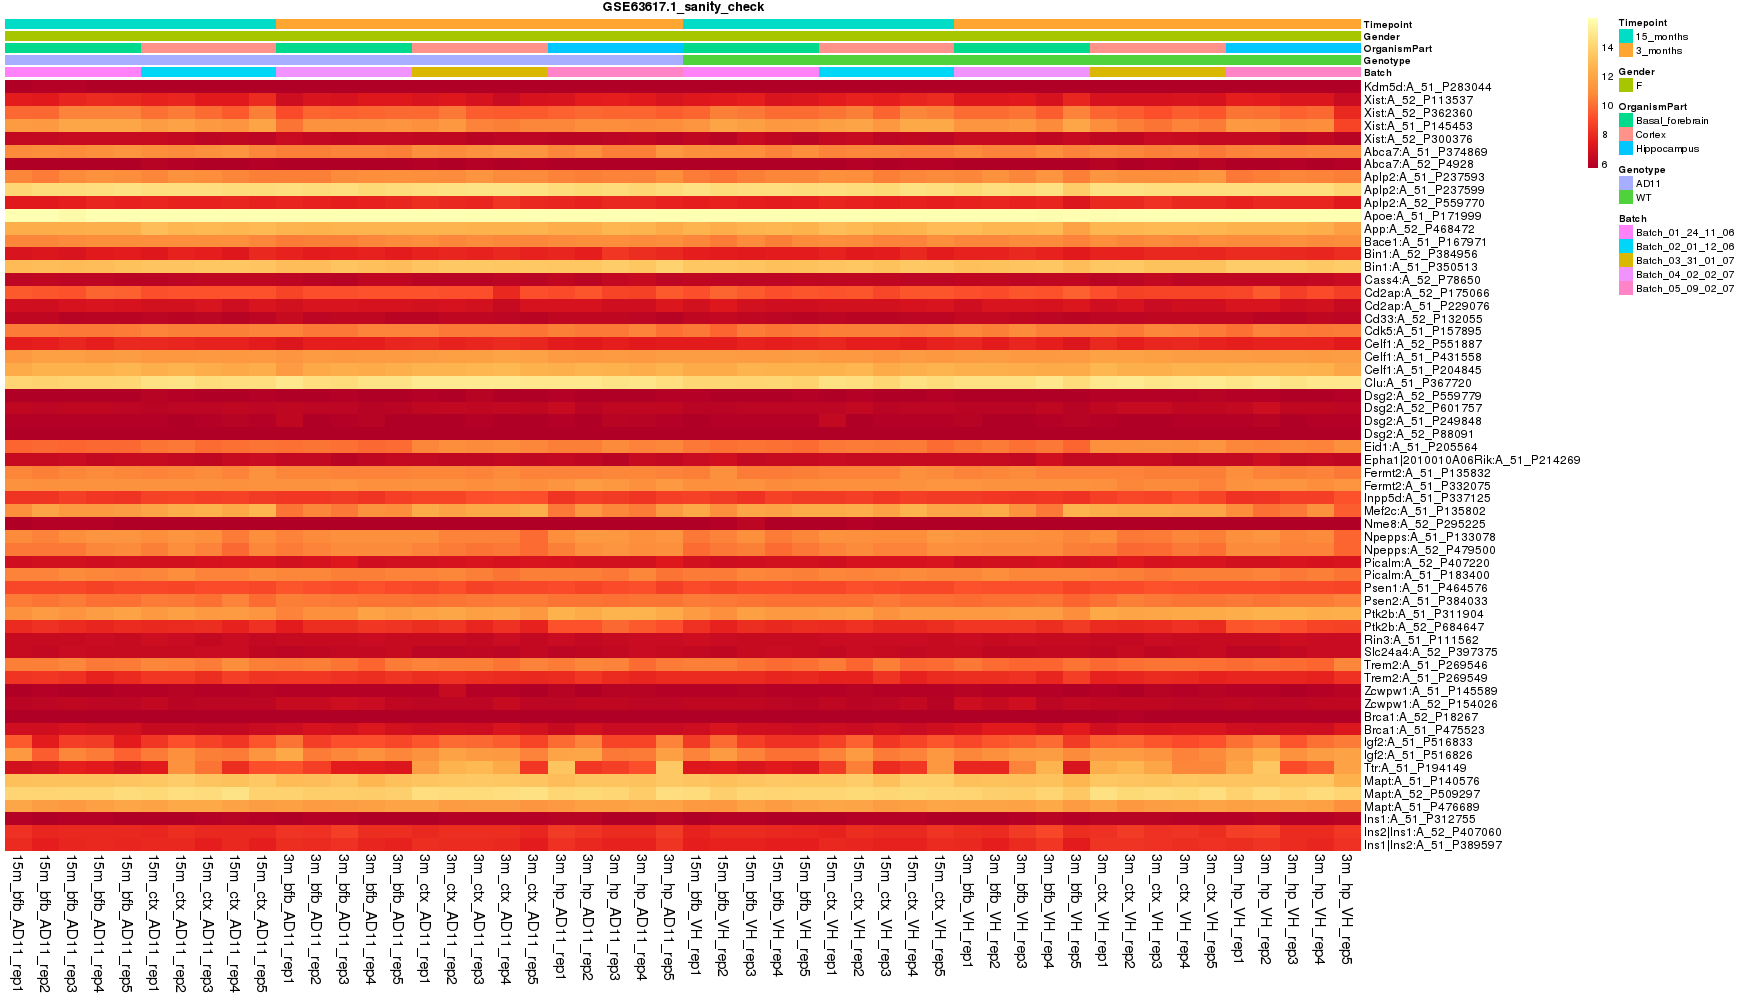 GSE63617.1_sanity_check
Timepoint
Gender
OrganismPart
Genotype
Batch
Kdm5d:A_51_P283044
Xist:A_52_P113537
Xist:A_52_P362360
Xist:A_51_P145453
Xist:A_52_P300376
Abca7:A_51_P374869
Abca7:A_52_P4928
Aplp2:A_51_P237593
Aplp2:A_51_P237599
Aplp2:A_52_P559770
Apoe:A_51_P171999
App:A_52_P468472
Bace1:A_51_P167971
Bin1:A_52_P384956
Bin1:A_51_P350513
Cass4:A_52_P78650
Cd2ap:A_52_P175066
Cd2ap:A_51_P229076
Cd33:A_52_P132055
Cdk5:A_51_P157895
Celf1:A_52_P551887
Celf1:A_51_P431558
Celf1:A_52_P204845
Clu:A_51_P367720
Dsg2:A_52_P559779
Dsg2:A_52_P601757
Dsg2:A_51_P249848
Dsg2:A_52_P88091
Eid1:A_51_P205564
Epha1|2010010A06Rik:A_51_P214269
Fermt2:A_51_P135832
Fermt2:A_51_P332075
Inpp5d:A_51_P337125
Mef2c:A_51_P135802
Nme8:A_52_P295225
Npepps:A_51_P133078
Npepps:A_52_P479500
Picalm:A_52_P407220
Picalm:A_51_P183400
Psen1:A_51_P464576
Psen2:A_51_P384033
Ptk2b:A_51_P311904
Ptk2b:A_52_P684647
Rin3:A_51_P111562
Slc24a4:A_52_P397375
Trem2:A_51_P269546
Trem2:A_51_P269549
Zcwpw1:A_51_P145589
Zcwpw1:A_52_P154026
Brca1:A_52_P18267
Brca1:A_51_P475523
Igf2:A_51_P516833
Igf2:A_51_P516826
Ttr:A_51_P194149
Mapt:A_51_P140576
Mapt:A_52_P509297
Mapt:A_51_P476689
Ins1:A_51_P312755
Ins2|Ins1:A_52_P407060
Ins1|Ins2:A_51_P389597
14
12
10
8
6
Timepoint
15_months
3_months
Gender
F
OrganismPart
Basal_forebrain
Cortex
Hippocampus
Genotype
AD11
WT
Batch
Batch_01_24_11_06
Batch_02_01_12_06
Batch_03_31_01_07
Batch_04_02_02_07
Batch_05_09_02_07
15m_bfb_AD11_rep1
15m_bfb_AD11_rep2
15m_bfb_AD11_rep3
15m_bfb_AD11_rep4
15m_bfb_AD11_rep5
15m_ctx_AD11_rep1
15m_ctx_AD11_rep2
15m_ctx_AD11_rep3
15m_ctx_AD11_rep4
15m_ctx_AD11_rep5
3m_bfb_AD11_rep1
3m_bfb_AD11_rep2
3m_bfb_AD11_rep3
3m_bfb_AD11_rep4
3m_bfb_AD11_rep5
3m_ctx_AD11_rep1
3m_ctx_AD11_rep2
3m_ctx_AD11_rep3
3m_ctx_AD11_rep4
3m_ctx_AD11_rep5
3m_hp_AD11_rep1
3m_hp_AD11_rep2
3m_hp_AD11_rep3
3m_hp_AD11_rep4
3m_hp_AD11_rep5
15m_bfb_VH_rep1
15m_bfb_VH_rep2
15m_bfb_VH_rep3
15m_bfb_VH_rep4
15m_bfb_VH_rep5
15m_ctx_VH_rep1
15m_ctx_VH_rep2
15m_ctx_VH_rep3
15m_ctx_VH_rep4
15m_ctx_VH_rep5
3m_bfb_VH_rep1
3m_bfb_VH_rep2
3m_bfb_VH_rep3
3m_bfb_VH_rep4
3m_bfb_VH_rep5
3m_ctx_VH_rep1
3m_ctx_VH_rep2
3m_ctx_VH_rep3
3m_ctx_VH_rep4
3m_ctx_VH_rep5
3m_hp_VH_rep1
3m_hp_VH_rep2
3m_hp_VH_rep3
3m_hp_VH_rep4
3m_hp_VH_rep5